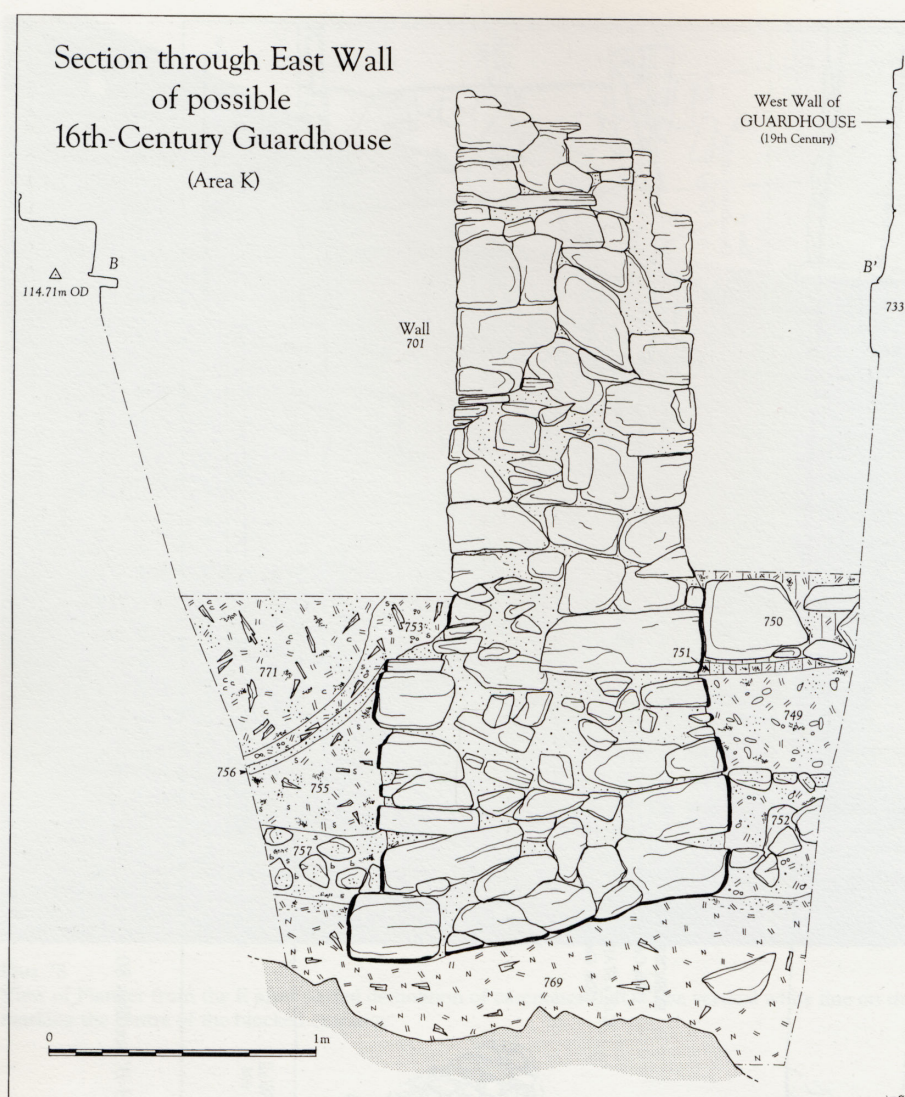 Section through East Wall
of possible
16th-Century Guardhouse
(Area K)
West Wall of
GUARDHOUSE
(19th Century)
B
114.71m OD
B'
733
Wall
701
753
771
750
751
749
756
755
752
757
769
0
1m